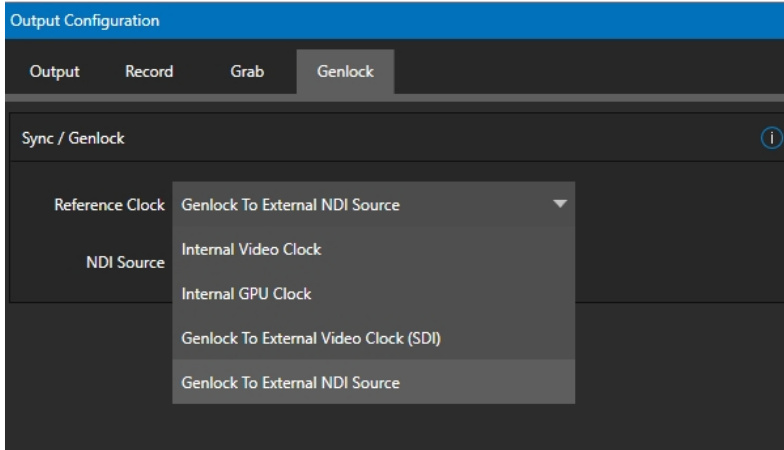 Output Configuration
Output Record Grab Genlock
Sync / Genlock
Reference Clock Genlock To External NDI Source
Internal Video Clock
NDI Source
Internal GPU Clock
Genlock To External Video Clock (SDI)
Genlock To External NDI Source